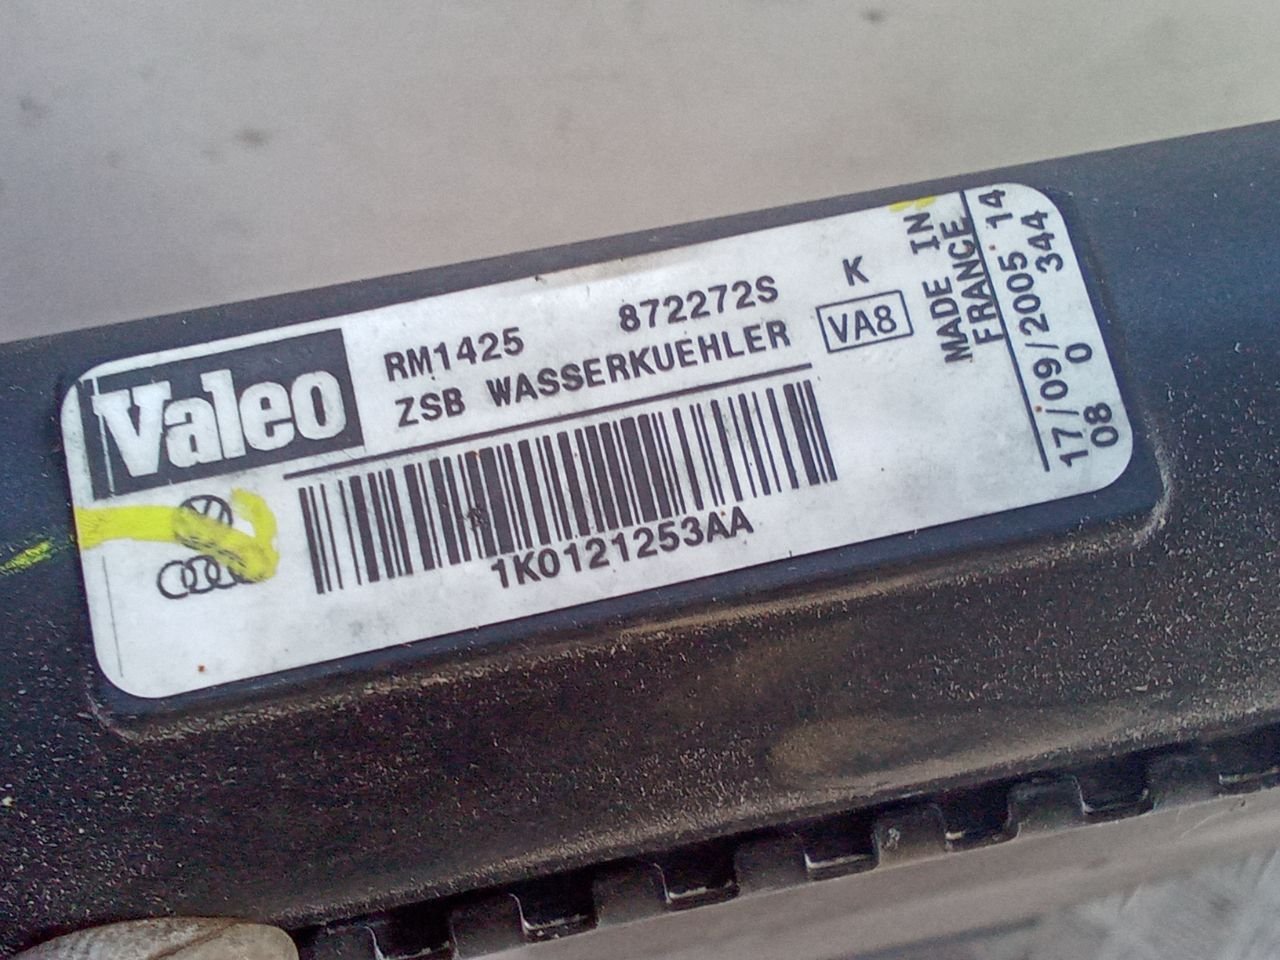 Valeo
RM1425 872272S K
ZSB WASSERKUEHLER VA8
1K0121253AA
MADE IN
FRANCE
17/09/2005 14
08 0 344